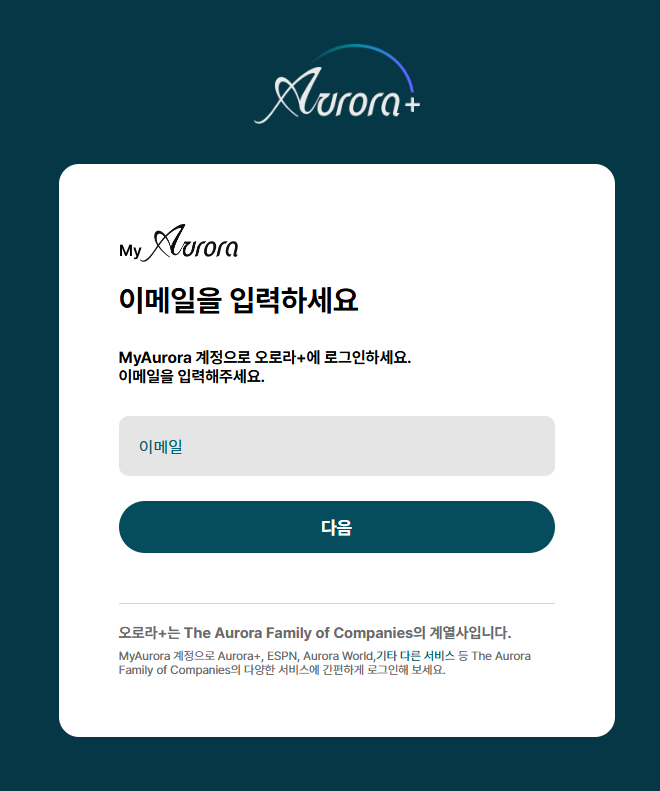 Aurora+
My Aurora
이메일을 입력하세요
MyAurora 계정으로 오로라+에 로그인하세요.
이메일을 입력해주세요.
이메일
다음
오로라+는 The Aurora Family of Companies의 계열사입니다.
MyAurora 계정으로 Aurora+, ESPN, Aurora World,기타 다른 서비스 등 The Aurora
Family of Companies의 다양한 서비스에 간편하게 로그인해 보세요.